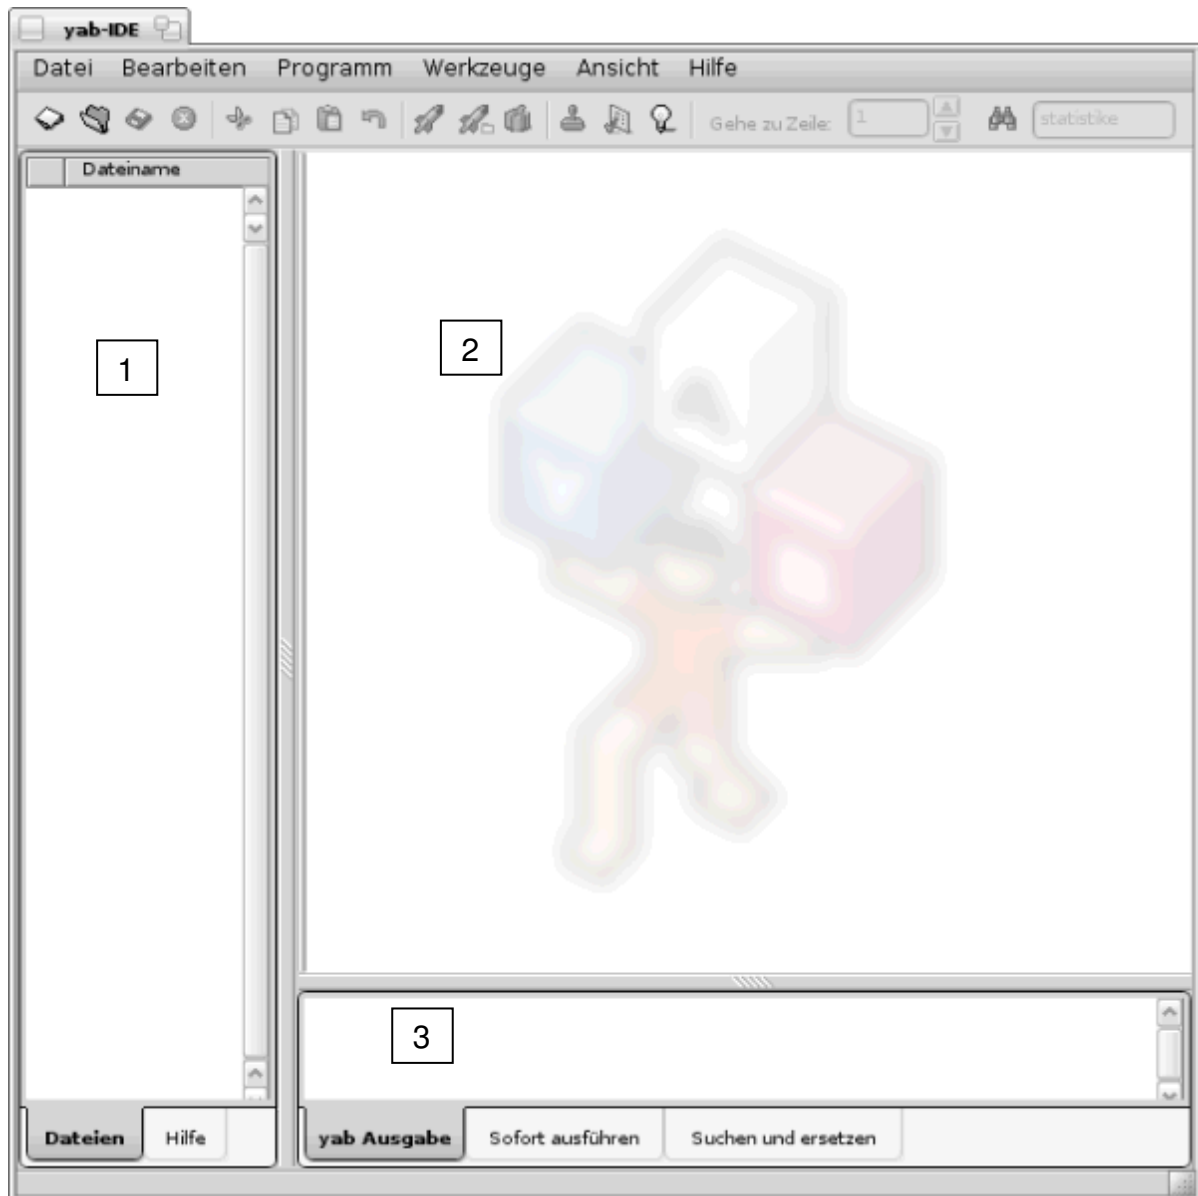 yab-IDE
Datei Bearbeiten Programm Werkzeuge Ansicht Hilfe
Gehe zu Zeile: 1 statistike
Dateiname
1
2
3
Dateien Hilfe
yab Ausgabe Sofort ausführen Suchen und ersetzen